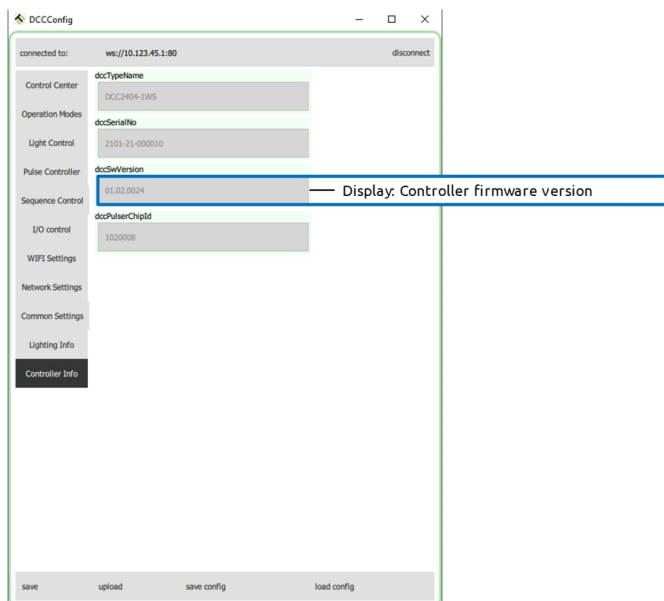 DCCConfig
connected to: ws://10.123.45.1:80 disconnect
Control Center
Operation Modes
Light Control
Pulse Controller
Sequence Control
I/O control
WIFI Settings
Network Settings
Common Settings
Lighting Info
Controller Info
dccTypeName
DCC2404-1WS
dccSerialNo
2101-21-000010
dccSwVersion
01.02.0024
Display: Controller firmware version
dccPulserChipId
1020008
save upload save config load config